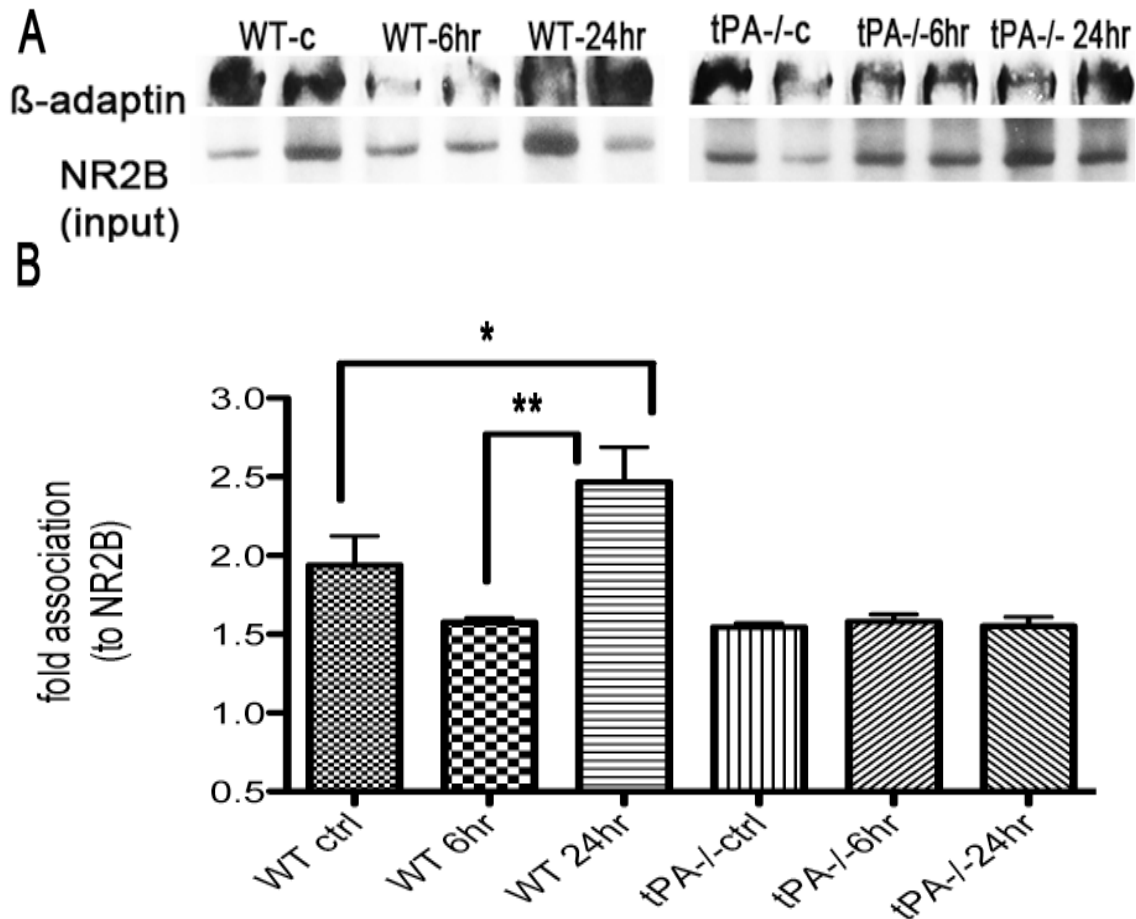 A
WT-c WT-6hr WT-24hr tPA-/-c tPA-/-6hr tPA-/- 24hr
ß-adaptin
NR2B
(input)
B
*
**
3.0
2.5
2.0
1.5
1.0
0.5
fold association
(to NR2B)
WT ctrl
WT 6hr
WT 24hr
tPA-/-ctrl
tPA-/-6hr
tPA-/-24hr